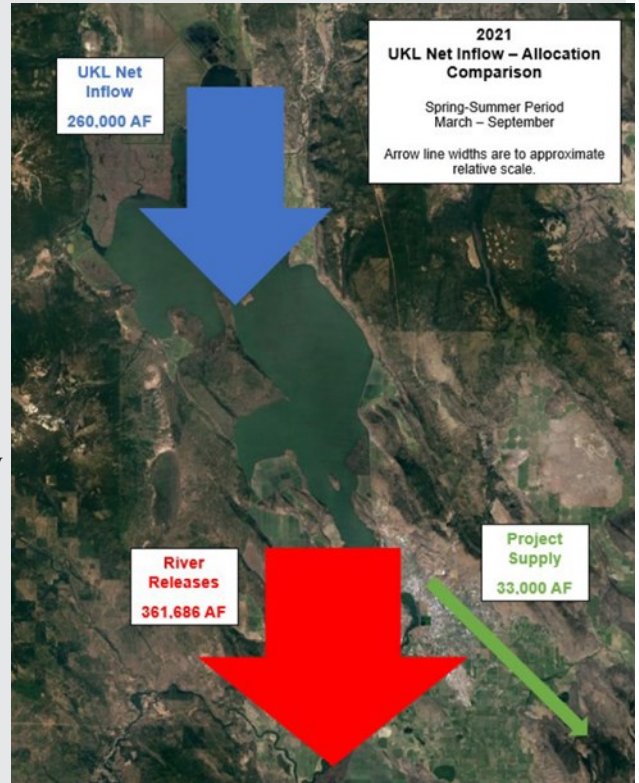 2021
UKL Net Inflow – Allocation
Comparison
Spring-Summer Period
March – September
Arrow line widths are to approximate
relative scale.
UKL Net
Inflow
260,000 AF
River
Releases
361,686 AF
Project
Supply
33,000 AF